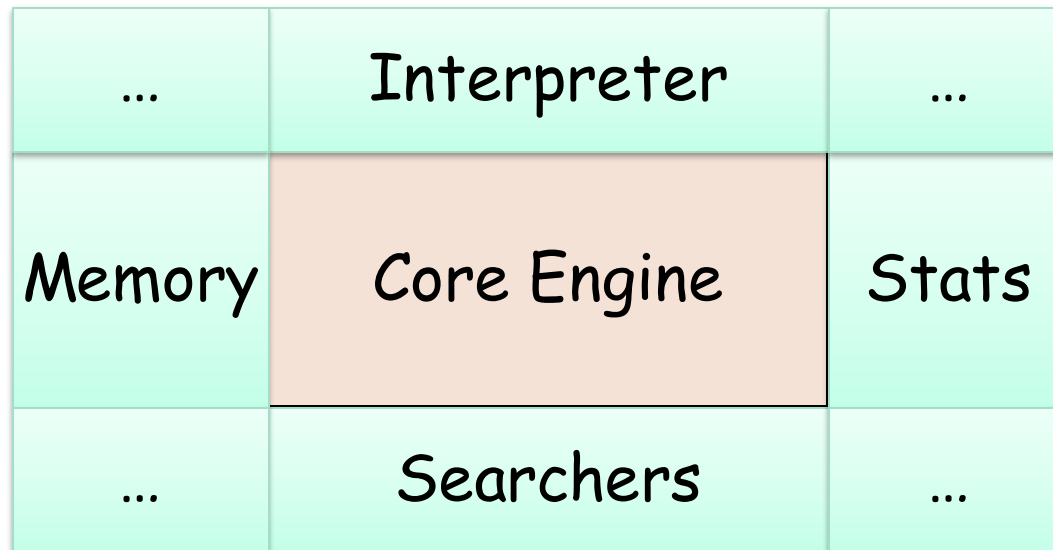 ... Interpreter ...
Memory Core Engine Stats
... Searchers ...